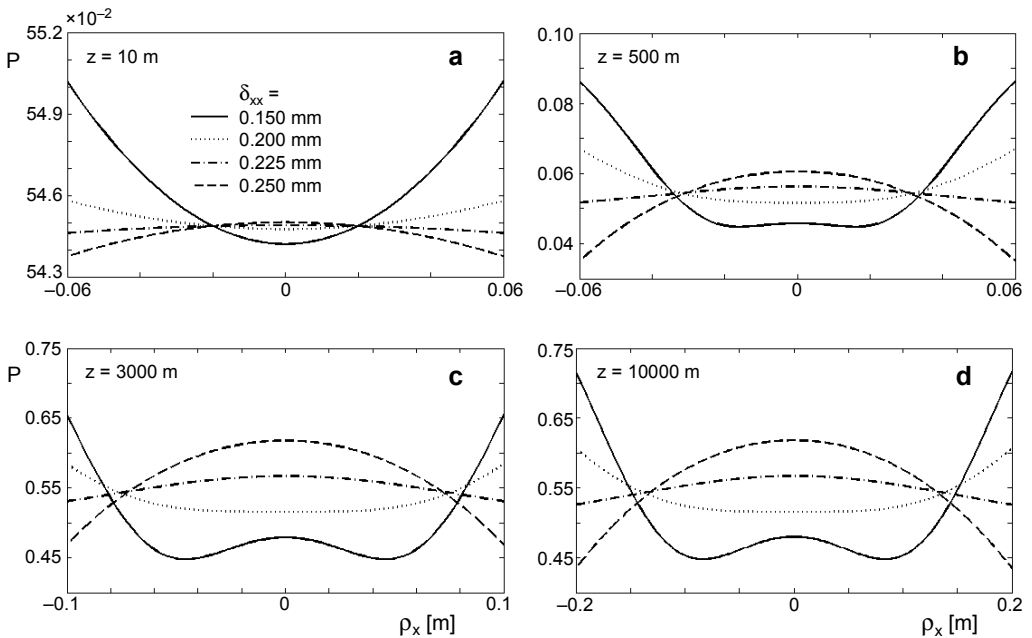 ×10⁻²
55.2
P
z = 10 m
a
δxx =
0.150 mm
0.200 mm
0.225 mm
0.250 mm
54.9
54.6
54.3
−0.06
0
0.06
0.10
z = 500 m
b
0.08
0.06
0.04
−0.06
0
0.06
0.75
P
z = 3000 m
c
0.65
0.55
0.45
−0.1
0
0.1
ρx [m]
0.75
z = 10000 m
d
0.65
0.55
0.45
−0.2
0
0.2
ρx [m]